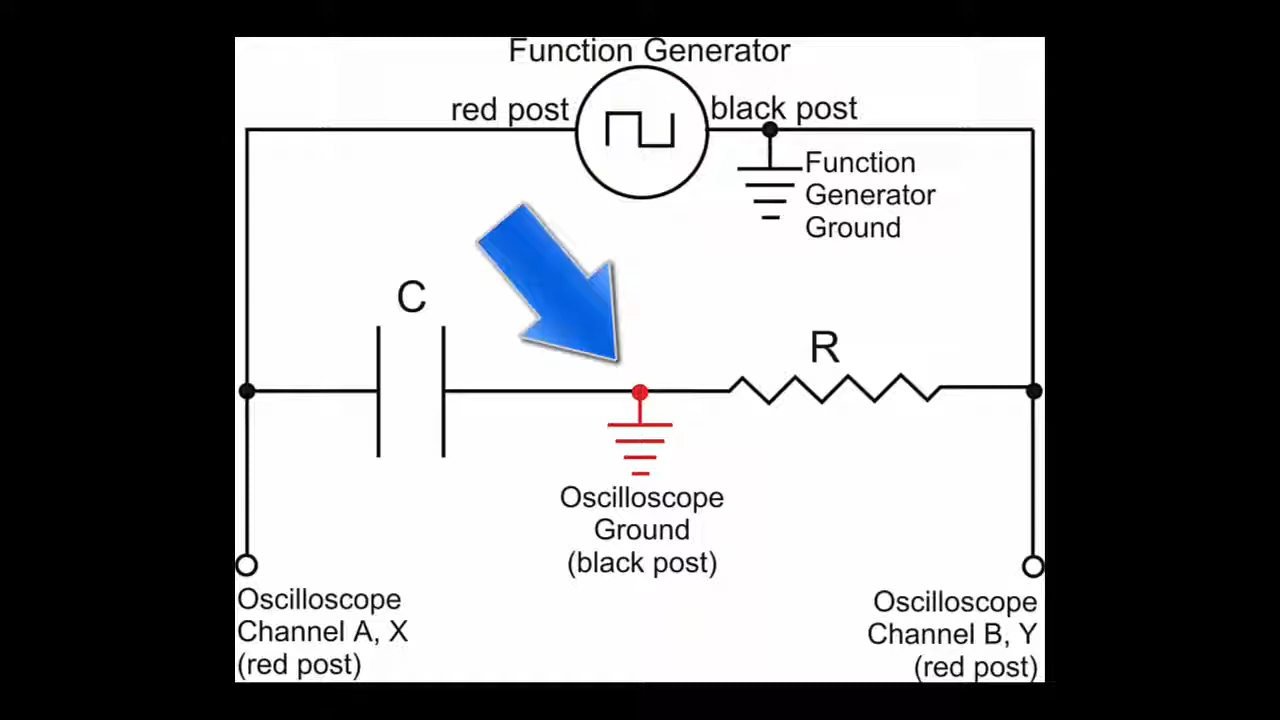 Function Generator
red post
black post
Function
Generator
Ground
C
R
Oscilloscope
Ground
(black post)
Oscilloscope
Channel A, X
(red post)
Oscilloscope
Channel B, Y
(red post)